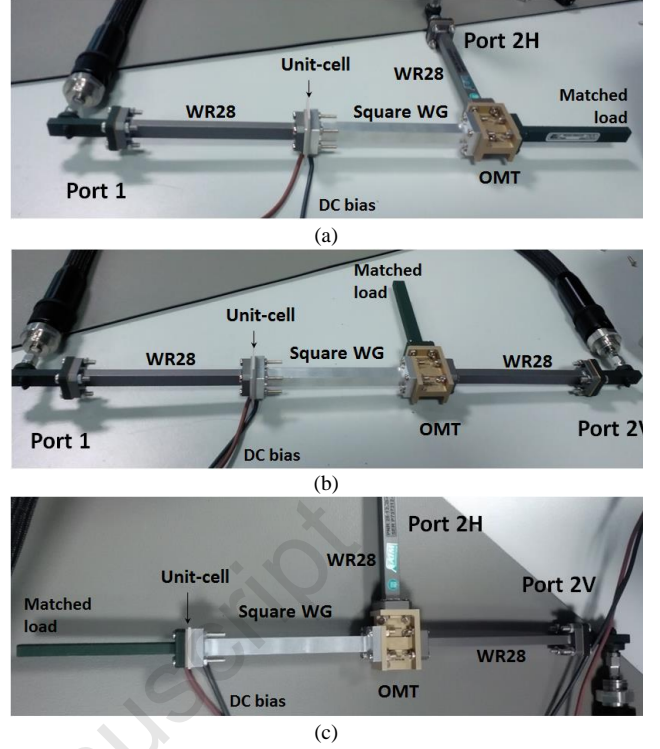 Port 2H
Unit-cell
WR28
WR28
Matched
load
Square WG
Port 1
OMT
DC bias
(a)
Matched
load
Unit-cell
WR28
Square WG
WR28
Port 1
OMT
Port 2V
DC bias
(b)
Port 2H
WR28
Unit-cell
Port 2V
Matched
load
Square WG
WR28
OMT
DC bias
(c)
uscript